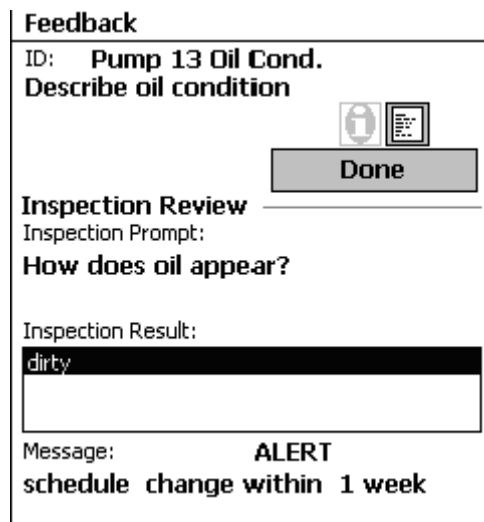 Feedback
ID: Pump 13 Oil Cond.
Describe oil condition
Done
Inspection Review
Inspection Prompt:
How does oil appear?
Inspection Result:
dirty
Message: ALERT
schedule change within 1 week